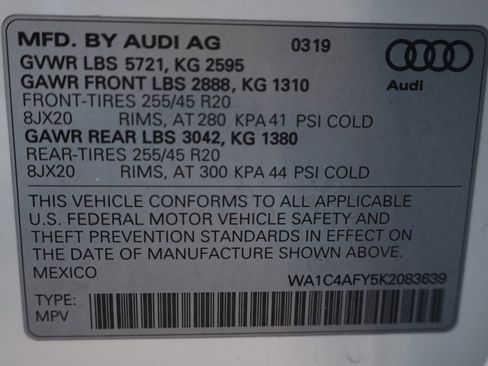 MFD. BY AUDI AG 0319
GVWR LBS 5721, KG 2595
GAWR FRONT LBS 2888, KG 1310
FRONT-TIRES 255/45 R20
8JX20 RIMS, AT 280 KPA 41 PSI COLD
GAWR REAR LBS 3042, KG 1380
REAR-TIRES 255/45 R20
8JX20 RIMS, AT 300 KPA 44 PSI COLD
Audi
THIS VEHICLE CONFORMS TO ALL APPLICABLE
U.S. FEDERAL MOTOR VEHICLE SAFETY AND
THEFT PREVENTION STANDARDS IN EFFECT ON
THE DATE OF MANUFACTURE SHOWN ABOVE.
MEXICO WA1C4AFY5K2083639
TYPE:
MPV